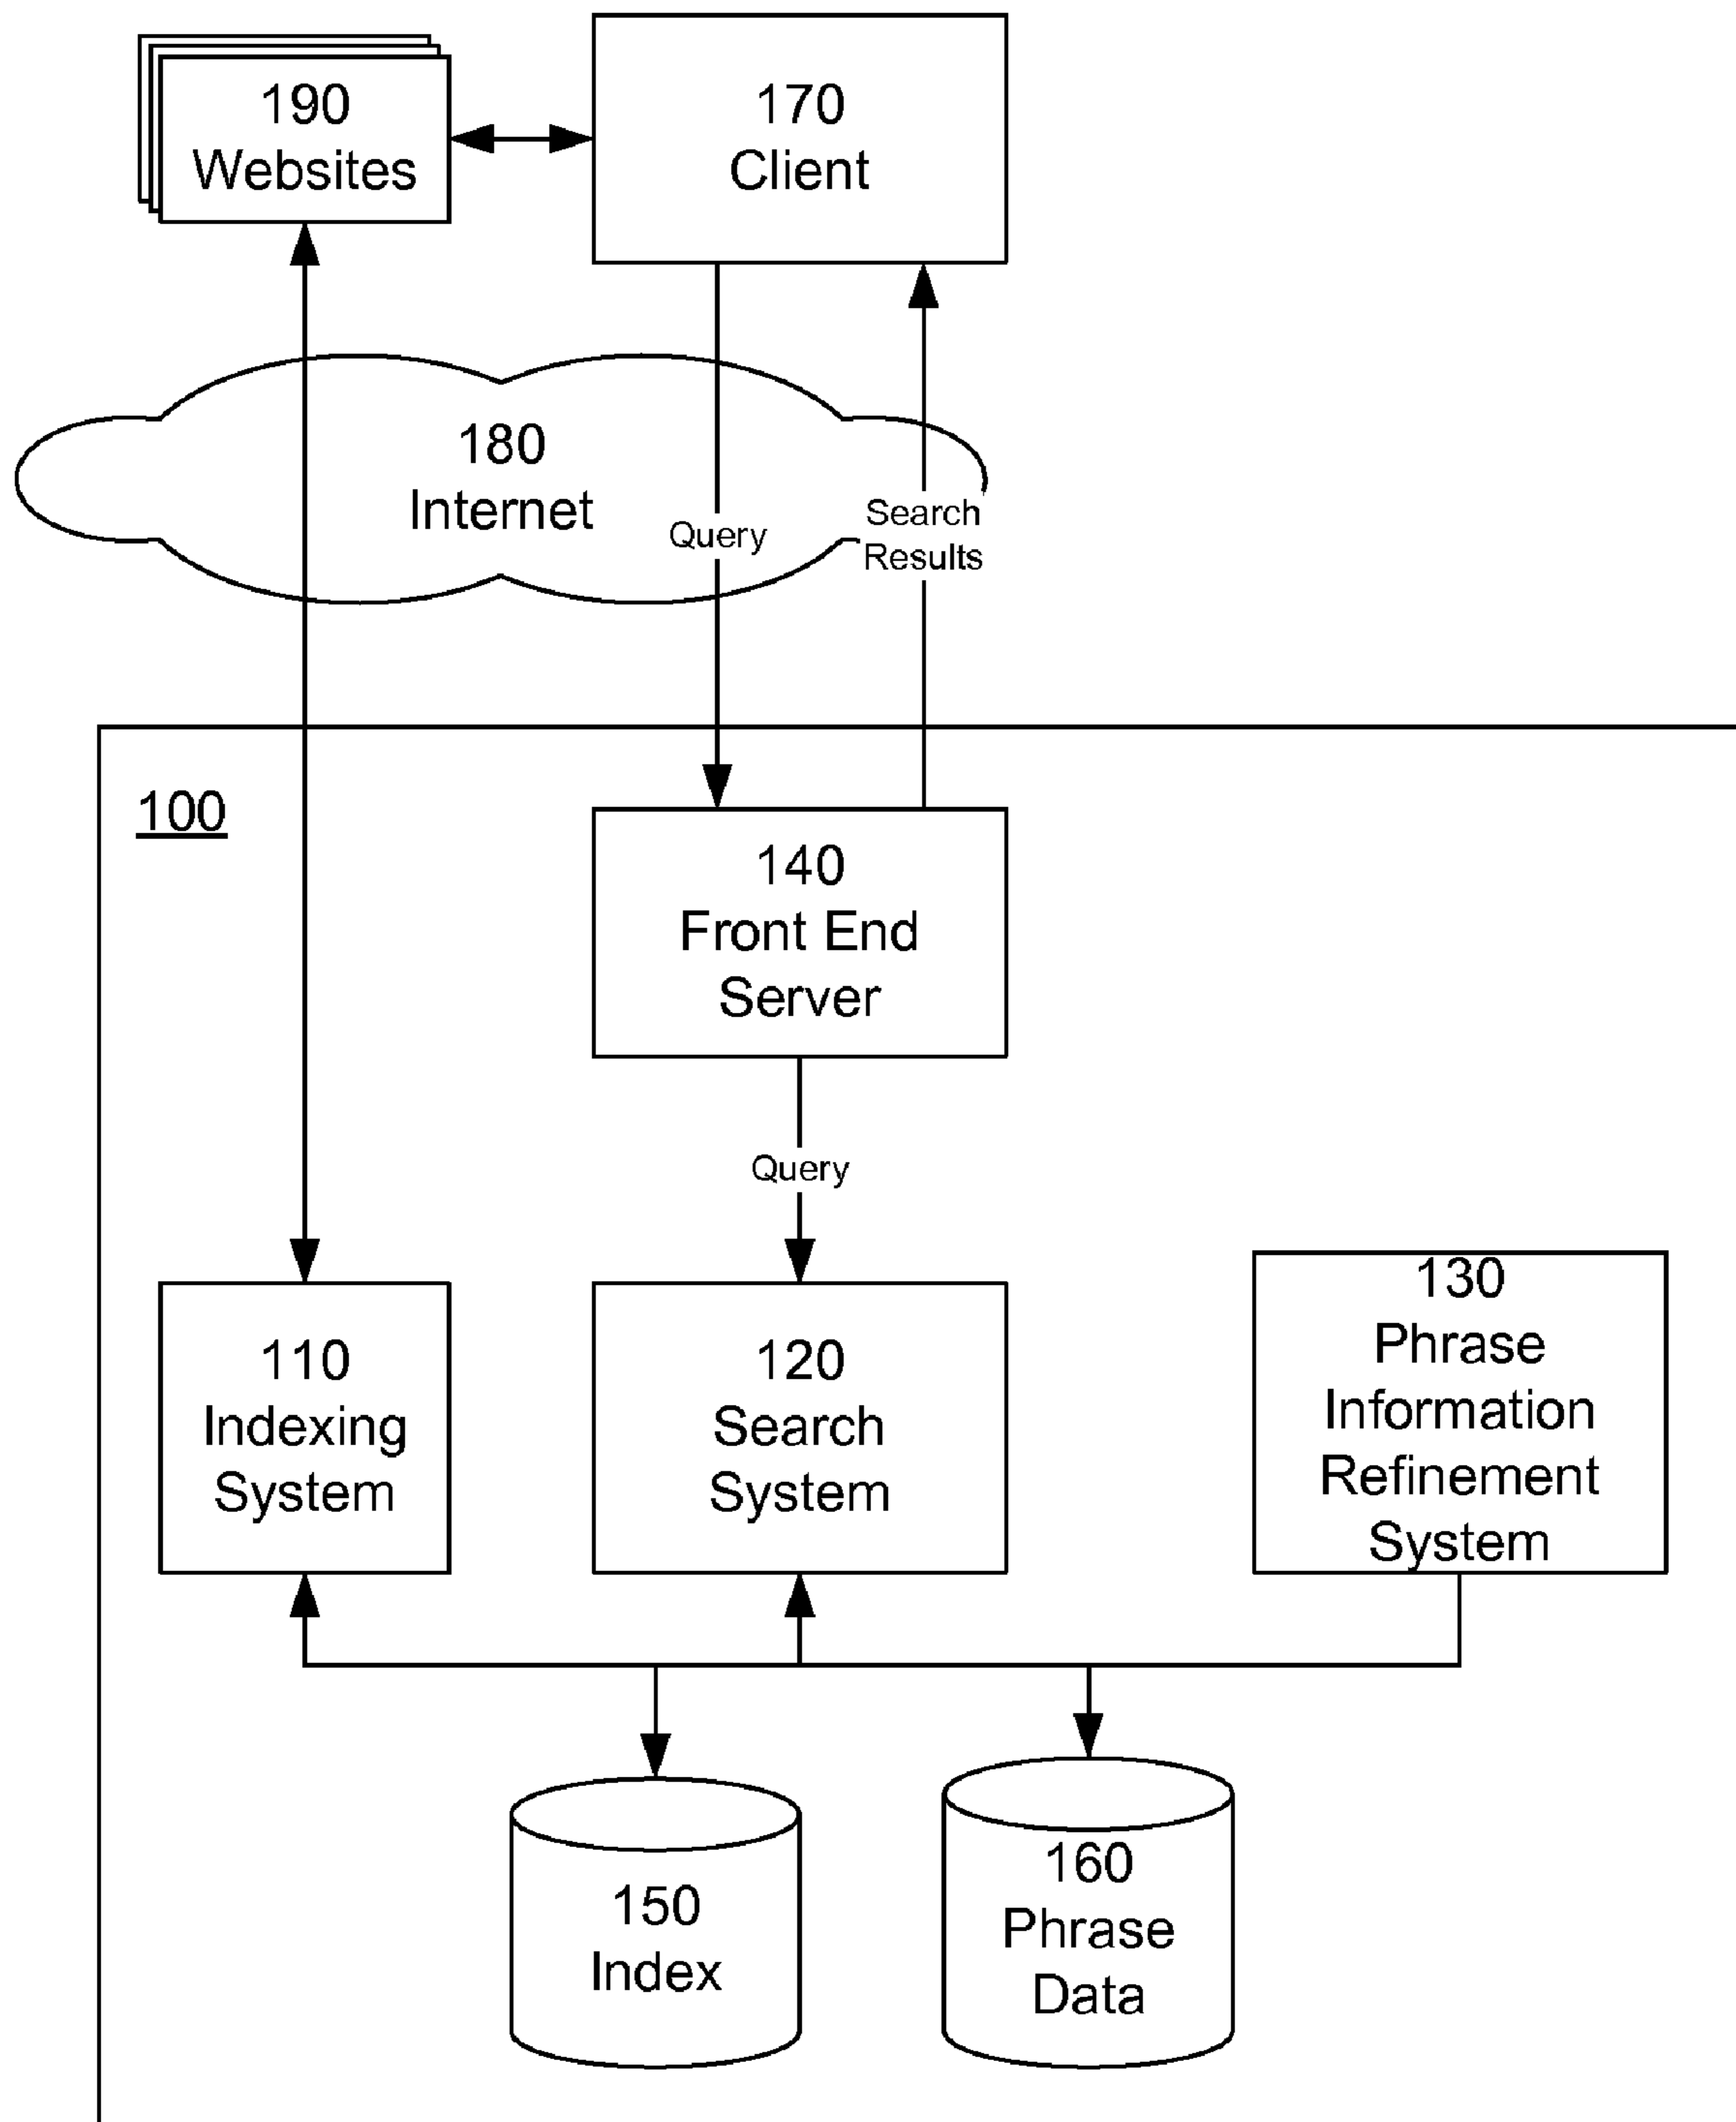 190
Websites
170
Client
180
Internet
Query
Search
Results
100
140
Front End
Server
Query
110
Indexing
System
120
Search
System
130
Phrase
Information
Refinement
System
150
Index
160
Phrase
Data